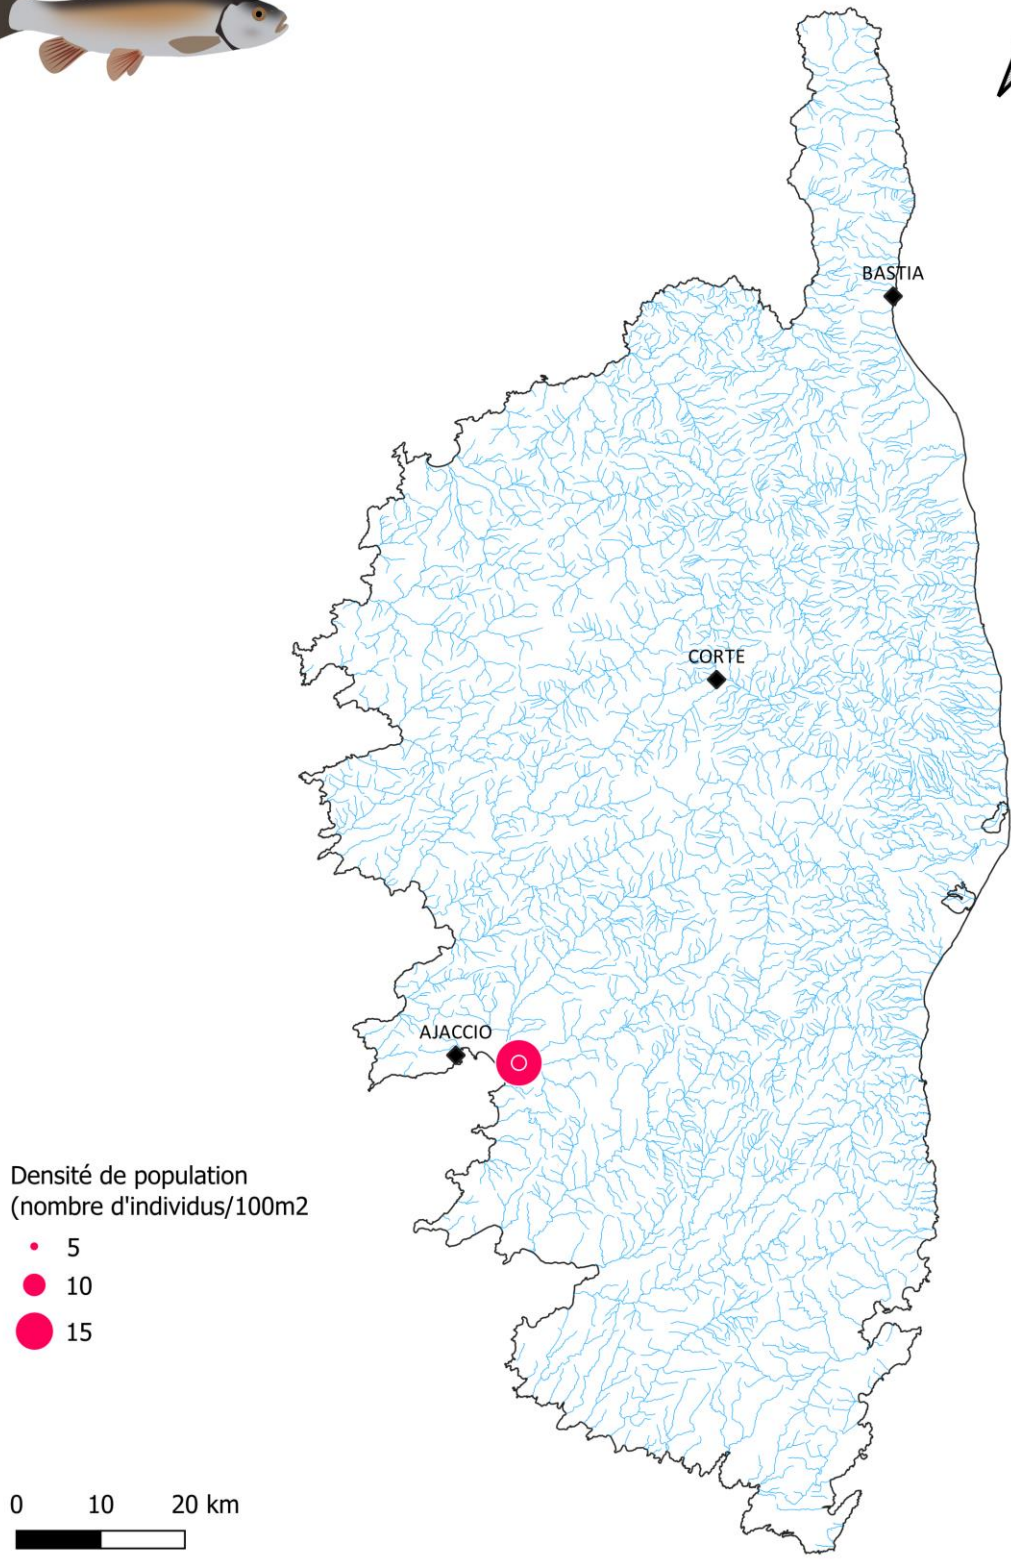 BASTIA
CORTE
AJACCIO
Densité de population
(nombre d'individus/100m2
5
10
15
0 10 20 km